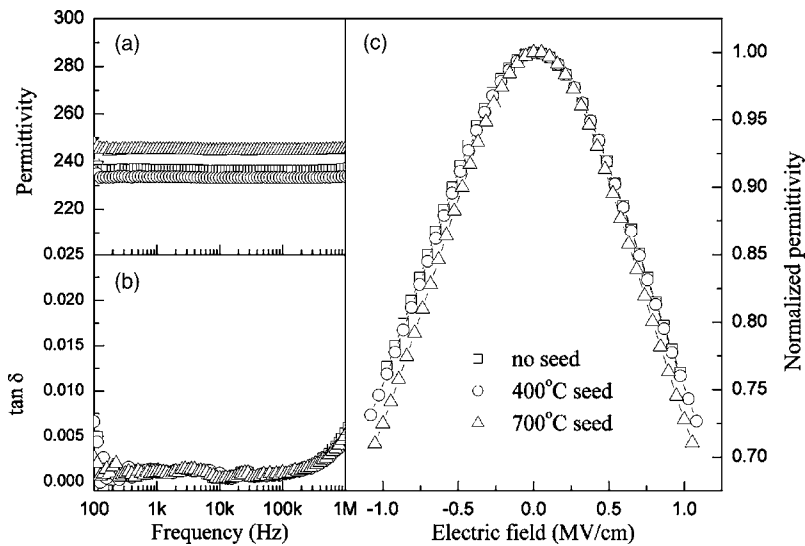 (a)
300
280
260
240
220
Permittivity
(b)
0.025
0.020
0.015
0.010
0.005
0.000
tan δ
100
1k
10k
100k
1M
Frequency (Hz)
(c)
no seed
400°C seed
700°C seed
-1.0
-0.5
0.0
0.5
1.0
Electric field (MV/cm)
1.00
0.95
0.90
0.85
0.80
0.75
0.70
Normalized permittivity